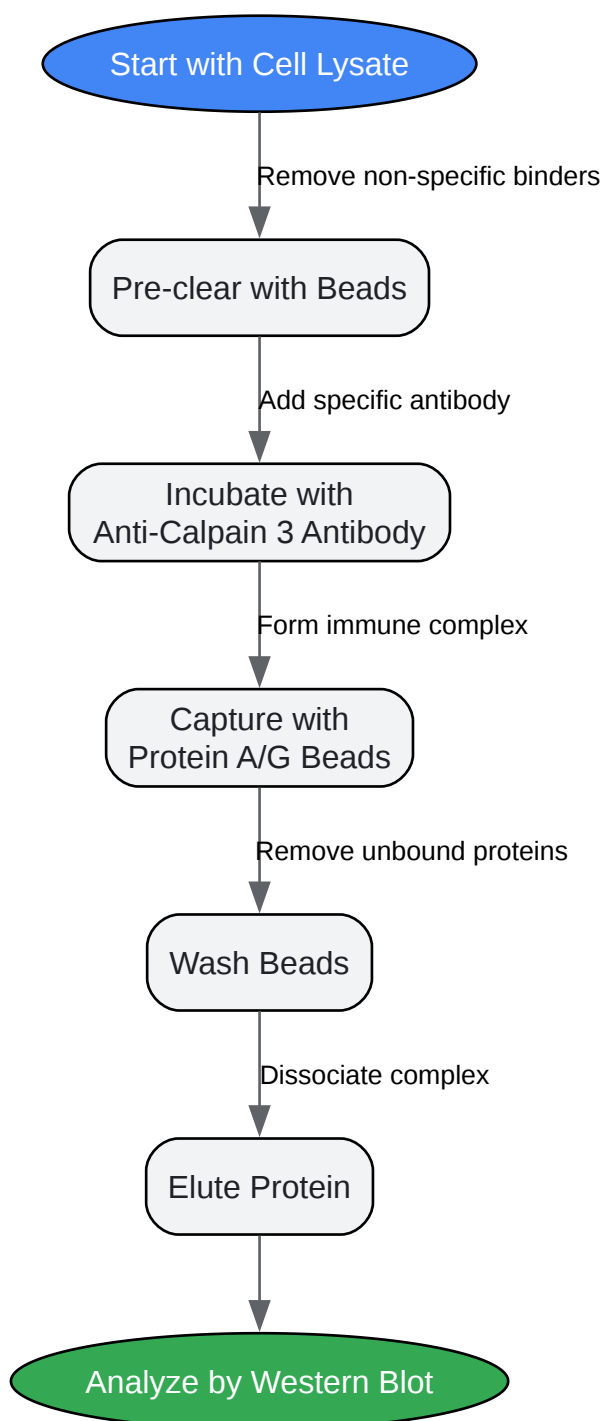 Start with Cell Lysate
Remove non-specific binders
Pre-clear with Beads
Add specific antibody
Incubate with
Anti-Calpain 3 Antibody
Form immune complex
Capture with
Protein A/G Beads
Remove unbound proteins
Wash Beads
Dissociate complex
Elute Protein
Analyze by Western Blot